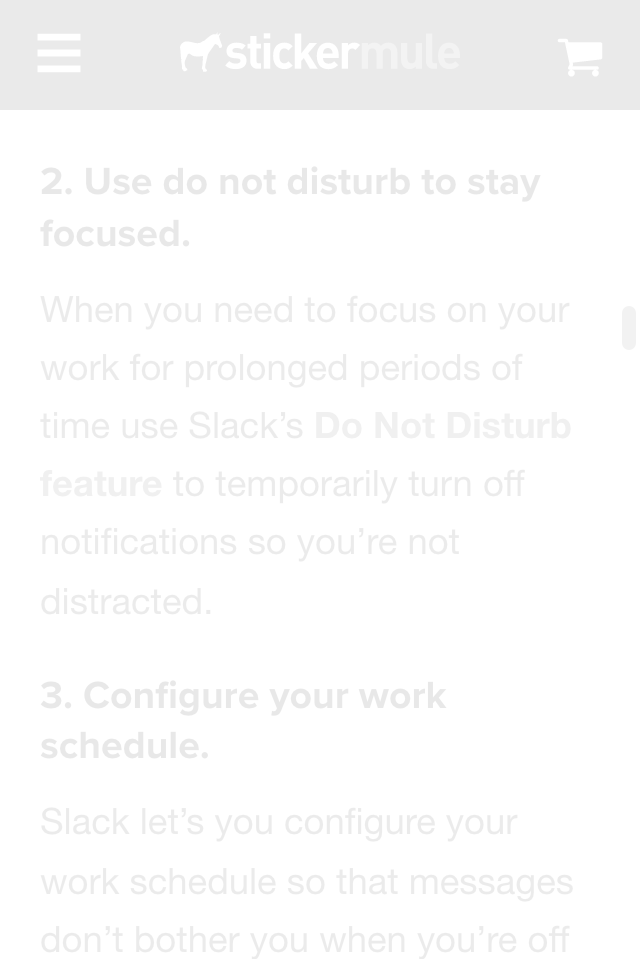 stickermule
2. Use do not disturb to stay
focused.
When you need to focus on your
work for prolonged periods of
time use Slack’s Do Not Disturb
feature to temporarily turn off
notifications so you’re not
distracted.
3. Configure your work
schedule.
Slack let’s you configure your
work schedule so that messages
don’t bother you when you’re off